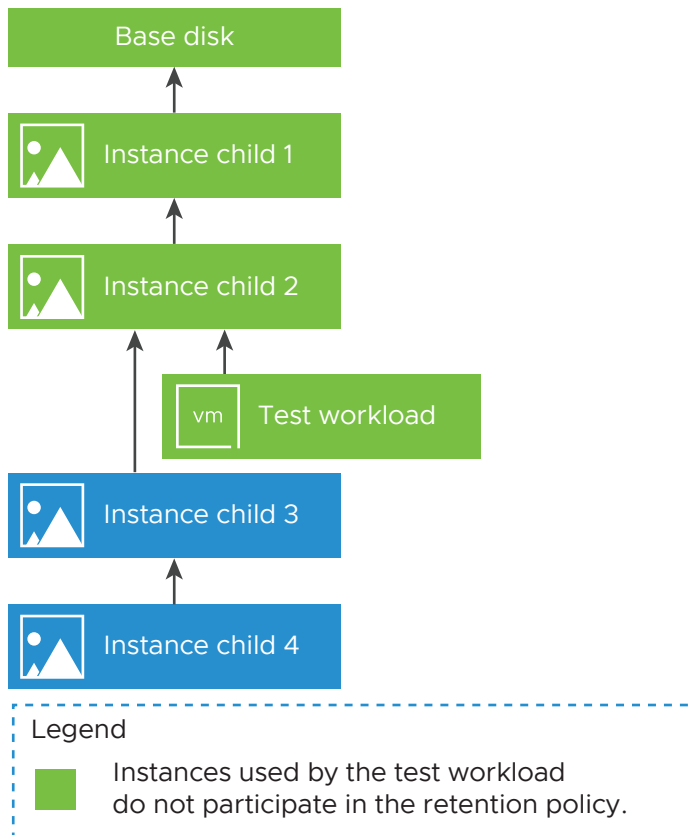 Base disk
Instance child 1
Instance child 2
vm
Test workload
Instance child 3
Instance child 4
Legend
Instances used by the test workload
do not participate in the retention policy.